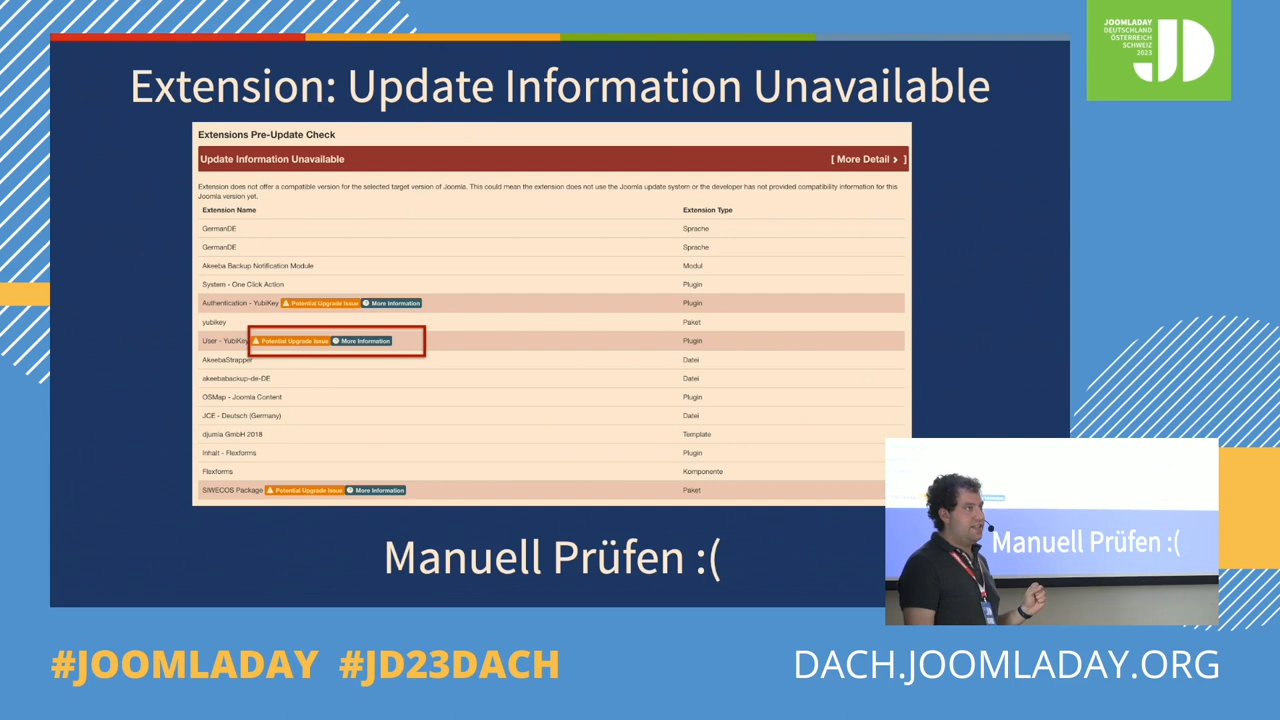 JOOMLADAY
DEUTSCHLAND
ÖSTERREICH
SCHWEIZ
2023
JD
Extension: Update Information Unavailable
Extensions Pre-Update Check
Update Information Unavailable [ More Detail > ]
Extension does not offer a compatible version for the selected target version of Joomla. This could mean the extension does not use the Joomla update system or the developer has not provided compatibility information for this
Joomla version yet.
Extension Name Extension Type
GermanDE Sprache
GermanDE Sprache
Akeeba Backup Notification Module Modul
System - One Click Action Plugin
Authentication - YubiKey Potential Upgrade Issue More Information Plugin
yubikey Paket
User - YubiKey Potential Upgrade Issue More Information Plugin
AkeebaStrapper Datei
akeebabackup-de-DE Datei
OSMap - Joomla Content Plugin
JCE - Deutsch (Germany) Datei
djumla GmbH 2018 Template
Inhalt - Flexforms Plugin
Flexforms Komponente
SIWECOS Package Potential Upgrade Issue More Information Paket
Manuell Prüfen :(
Manuell Prüfen :(
#JOOMLADAY #JD23DACH
DACH.JOOMLADAY.ORG